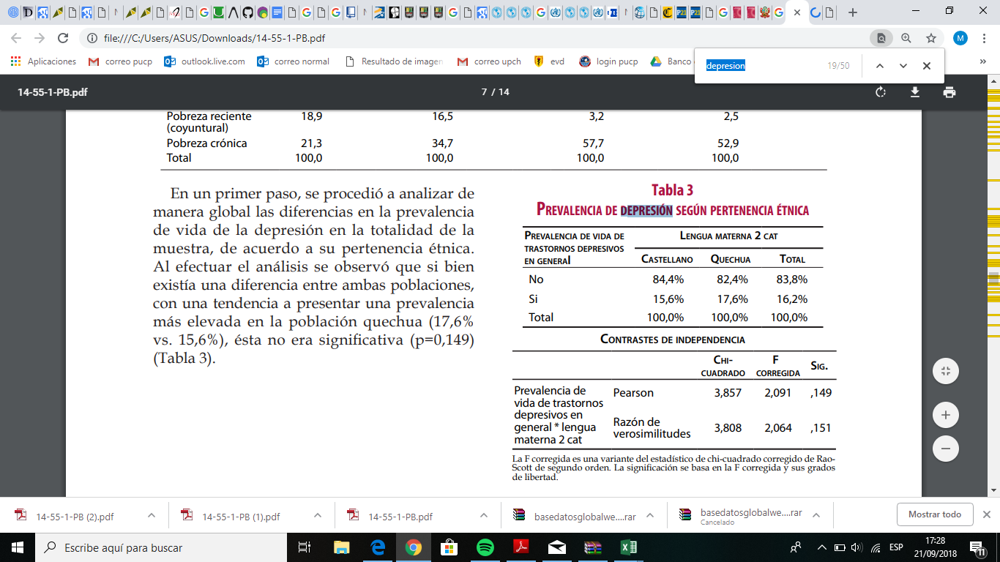 file:///C:/Users/ASUS/Downloads/14-55-1-PB.pdf
M
Aplicaciones
correo pucp
outlook.live.com
correo normal
Resultado de imagen
correo upch
evd
login pucp
Banco
»
depresion
19/50
14-55-1-PB.pdf
7 / 14
Pobreza reciente 18,9 16,5 3,2 2,5
(coyuntural)
Pobreza crónica 21,3 34,7 57,7 52,9
Total 100,0 100,0 100,0 100,0
En un primer paso, se procedió a analizar de
manera global las diferencias en la prevalencia
de vida de la depresión en la totalidad de la
muestra, de acuerdo a su pertenencia étnica.
Al efectuar el análisis se observó que si bien
existía una diferencia entre ambas poblaciones,
con una tendencia a presentar una prevalencia
más elevada en la población quechua (17,6%
vs. 15,6%), ésta no era significativa (p=0,149)
(Tabla 3).
Tabla 3
PREVALENCIA DE DEPRESIÓN SEGÚN PERTENENCIA ÉTNICA
PREVALENCIA DE VIDA DE LENGUA MATERNA 2 CAT
TRASTORNOS DEPRESIVOS
EN GENERAl CASTELLANO QUECHUA TOTAL
No 84,4% 82,4% 83,8%
Si 15,6% 17,6% 16,2%
Total 100,0% 100,0% 100,0%
CONTRASTES DE INDEPENDENCIA
CHI- F SIG.
CUADRADO CORREGIDA
Prevalencia de Pearson 3,857 2,091 ,149
vida de trastornos
depresivos en Razón de 3,808 2,064 ,151
general * lengua verosimilitudes
materna 2 cat
La F corregida es una variante del estadístico de chi-cuadrado corregido de Rao-
Scott de segundo orden. La significación se basa en la F corregida y sus grados
de libertad.
14-55-1-PB (2).pdf
14-55-1-PB (1).pdf
14-55-1-PB.pdf
basedatosglobalwe....rar
basedatosglobalwe....rar
Cancelado
Mostrar todo
Escribe aquí para buscar
ESP
17:28
21/09/2018
11